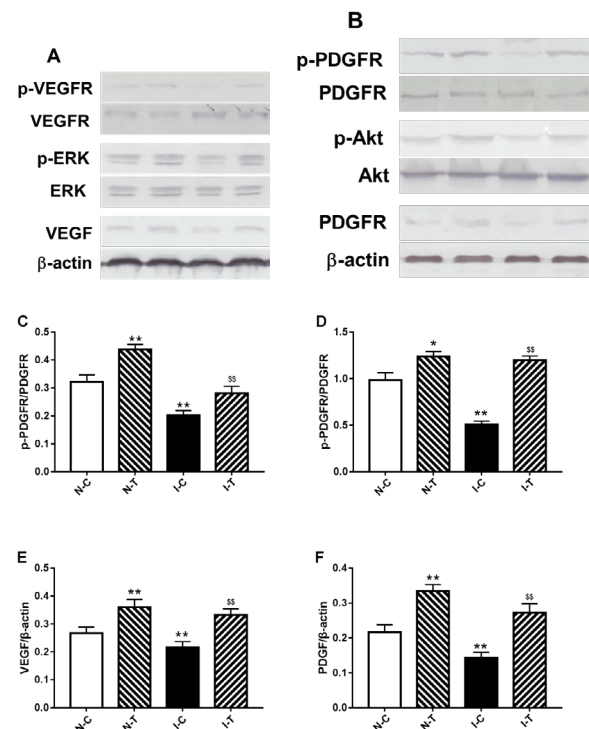 A
p-VEGFR
VEGFR
p-ERK
ERK
VEGF
β-actin
B
p-PDGFR
PDGFR
p-Akt
Akt
PDGFR
β-actin
C
p-PDGFR/PDGFR
0.5
0.4
0.3
0.2
0.1
0.0
**
**
$$
N-C
N-T
I-C
I-T
D
p-PDGFR/PDGFR
1.5
1.0
0.5
0.0
*
**
$$
N-C
N-T
I-C
I-T
E
VEGF/β-actin
0.5
0.4
0.3
0.2
0.1
0.0
**
**
$$
N-C
N-T
I-C
I-T
F
PDGF/β-actin
0.4
0.3
0.2
0.1
0.0
**
**
$$
N-C
N-T
I-C
I-T